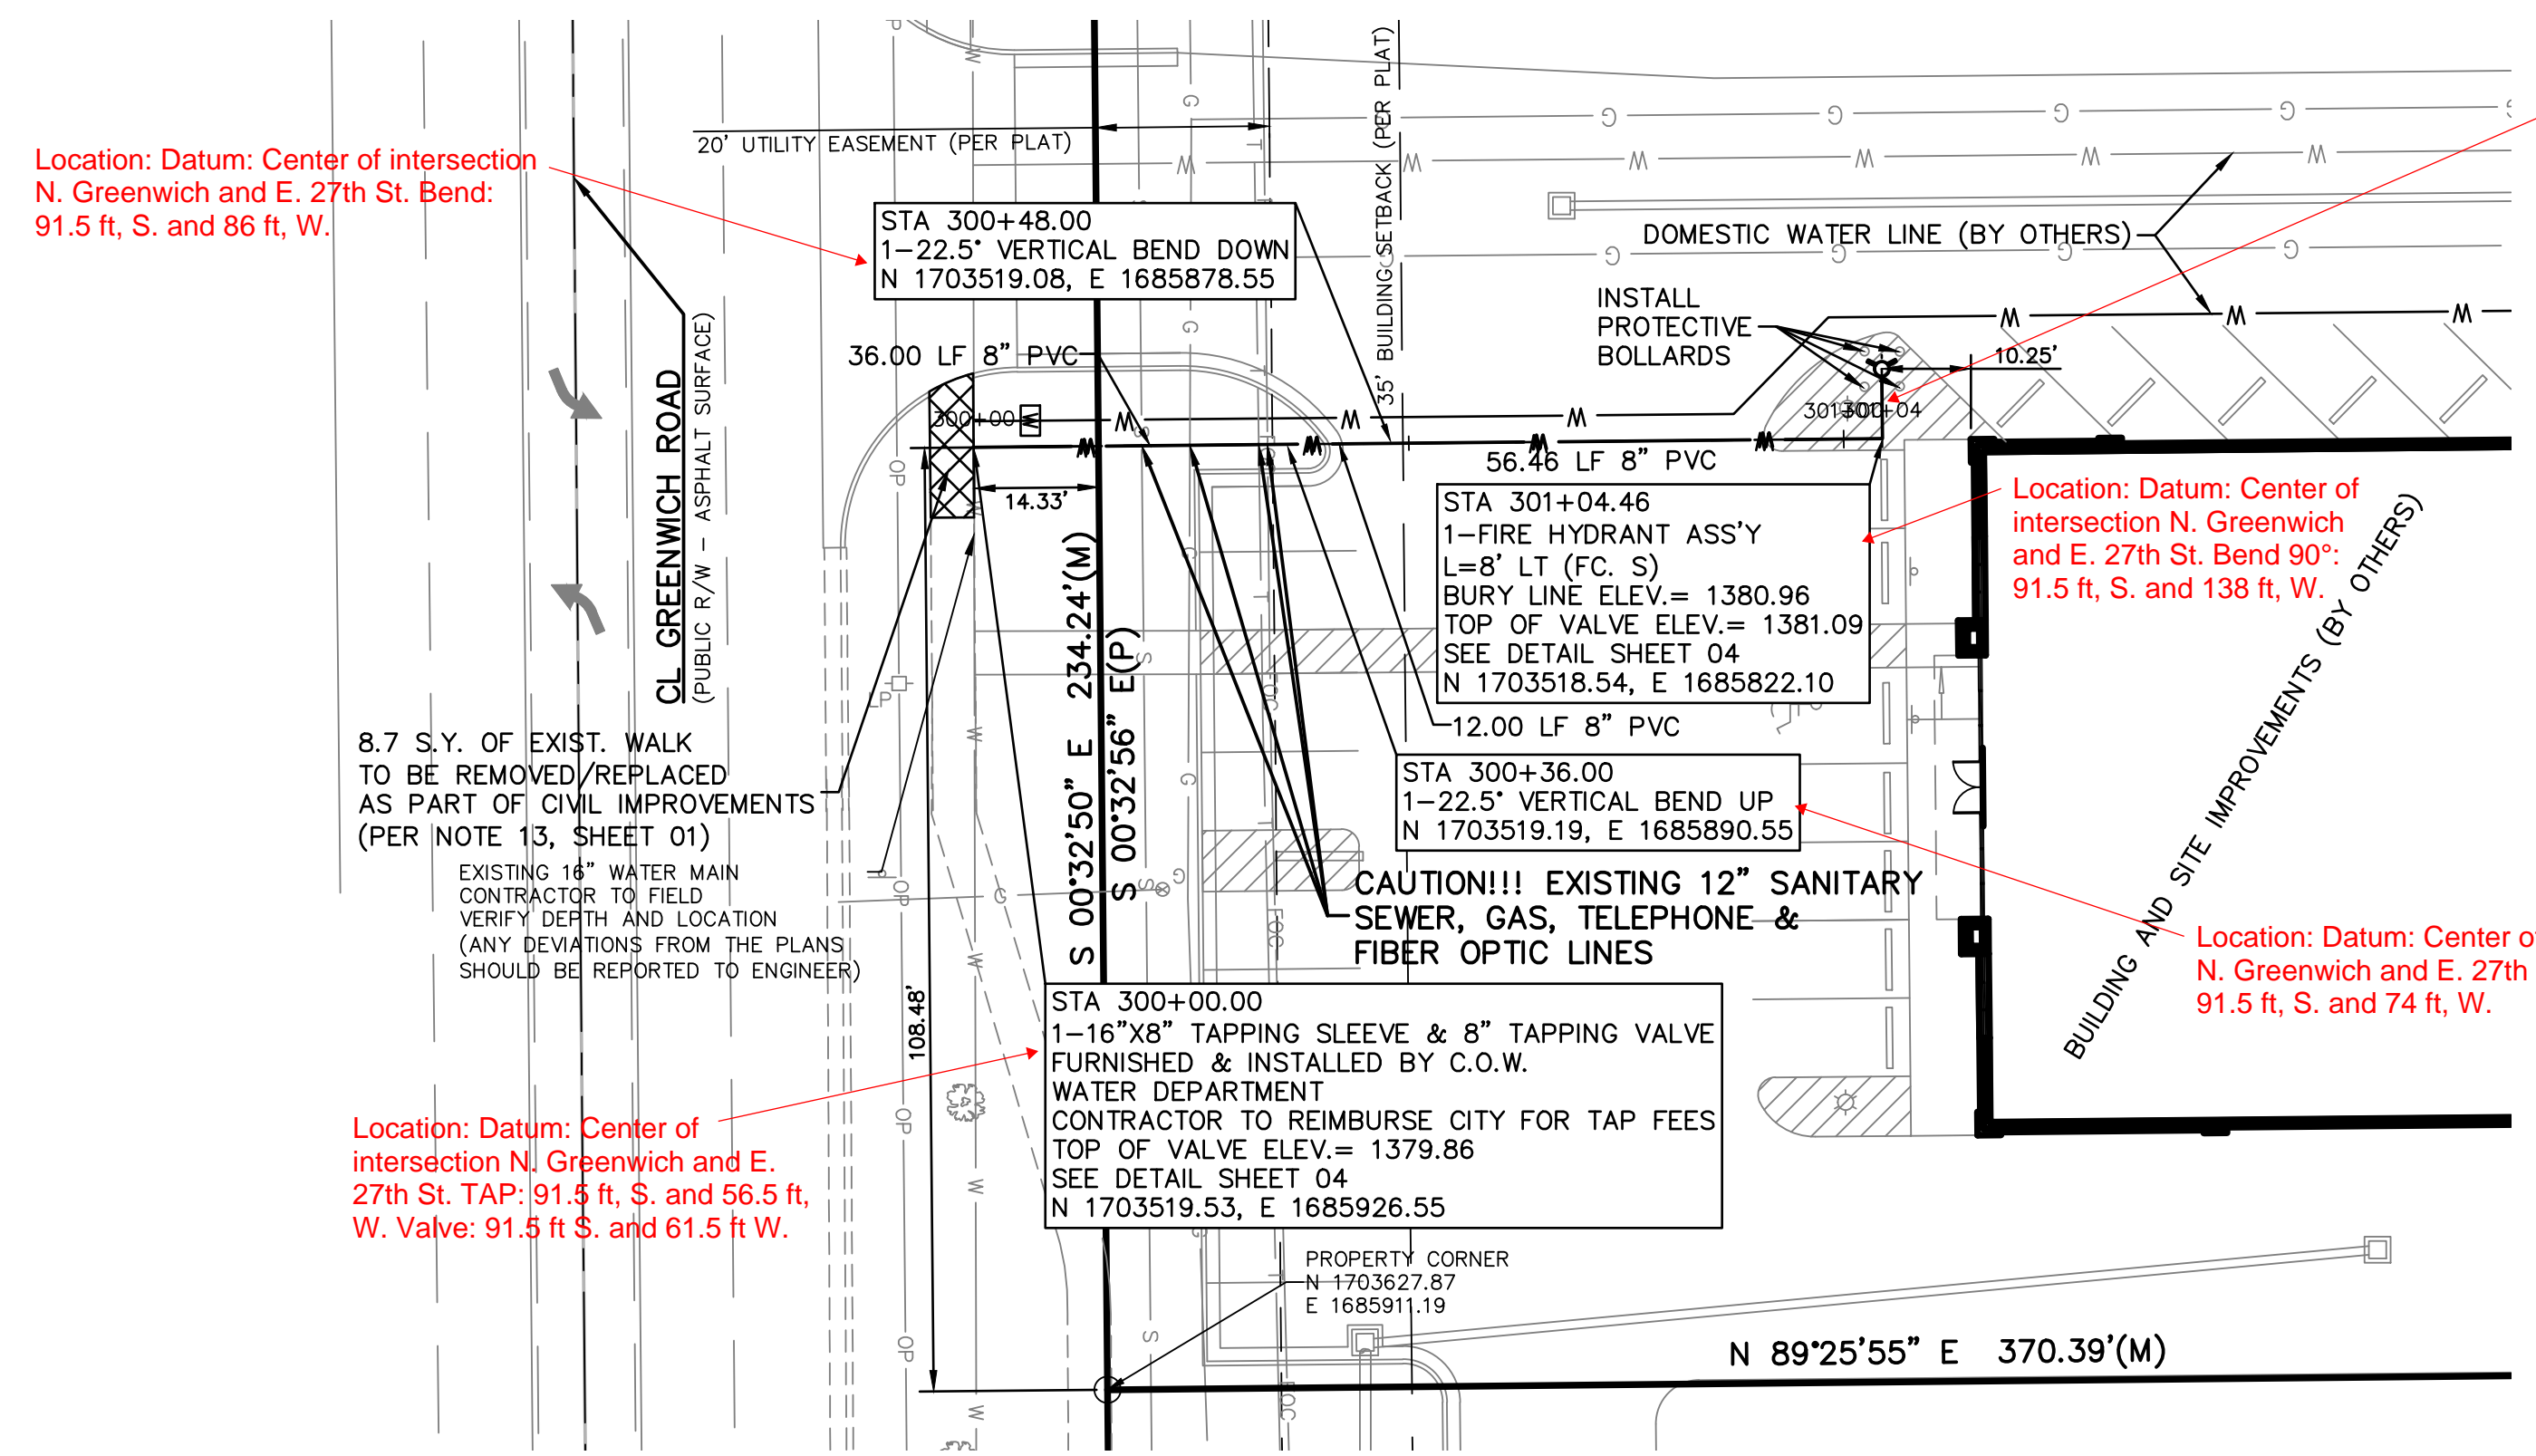 20' UTILITY EASEMENT (PER PLAT)
35' BUILDING SETBACK (PER PLAT)
Location: Datum: Center of intersection
N. Greenwich and E. 27th St. Bend:
91.5 ft, S. and 86 ft, W.
STA 300+48.00
1-22.5° VERTICAL BEND DOWN
N 1703519.08, E 1685878.55
DOMESTIC WATER LINE (BY OTHERS)
INSTALL
PROTECTIVE
BOLLARDS
10.25'
36.00 LF 8" PVC
300+00
301+00
301+04
56.46 LF 8" PVC
14.33'
CL GREENWICH ROAD
(PUBLIC R/W - ASPHALT SURFACE)
STA 301+04.46
1-FIRE HYDRANT ASS'Y
L=8' LT (FC. S)
BURY LINE ELEV.= 1380.96
TOP OF VALVE ELEV.= 1381.09
SEE DETAIL SHEET 04
N 1703518.54, E 1685822.10
Location: Datum: Center of
intersection N. Greenwich
and E. 27th St. Bend 90°:
91.5 ft, S. and 138 ft, W.
12.00 LF 8" PVC
S 00°32'50" E 234.24'(M)
S 00°32'56" E(P)
8.7 S.Y. OF EXIST. WALK
TO BE REMOVED/REPLACED
AS PART OF CIVIL IMPROVEMENTS
(PER NOTE 13, SHEET 01)
EXISTING 16" WATER MAIN
CONTRACTOR TO FIELD
VERIFY DEPTH AND LOCATION
(ANY DEVIATIONS FROM THE PLANS
SHOULD BE REPORTED TO ENGINEER)
STA 300+36.00
1-22.5° VERTICAL BEND UP
N 1703519.19, E 1685890.55
CAUTION!!! EXISTING 12" SANITARY
SEWER, GAS, TELEPHONE &
FIBER OPTIC LINES
BUILDING AND SITE IMPROVEMENTS (BY OTHERS)
Location: Datum: Center of
N. Greenwich and E. 27th
91.5 ft, S. and 74 ft, W.
108.48'
STA 300+00.00
1-16"X8" TAPPING SLEEVE & 8" TAPPING VALVE
FURNISHED & INSTALLED BY C.O.W.
WATER DEPARTMENT
CONTRACTOR TO REIMBURSE CITY FOR TAP FEES
TOP OF VALVE ELEV.= 1379.86
SEE DETAIL SHEET 04
N 1703519.53, E 1685926.55
Location: Datum: Center of
intersection N. Greenwich and E.
27th St. TAP: 91.5 ft, S. and 56.5 ft,
W. Valve: 91.5 ft S. and 61.5 ft W.
PROPERTY CORNER
N 1703627.87
E 1685911.19
N 89°25'55" E 370.39'(M)